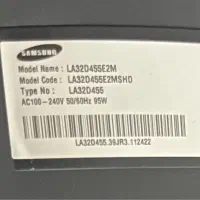 SAMSUNG
Model Name : LA32D455E2M
Model Code : LA32D455E2MSHD
Type No : LA32D455
AC100-240V 50/60Hz 95W
LA32D455.39JR3.112422